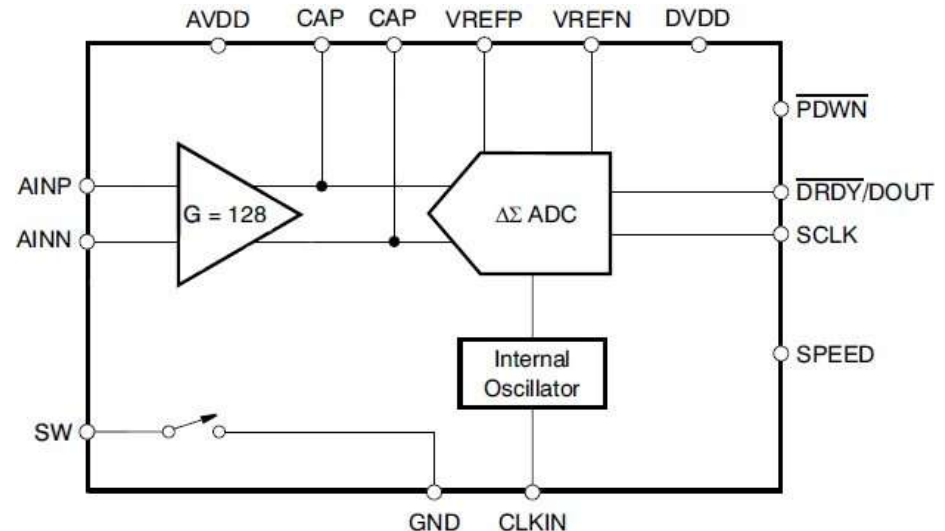 AVDD CAP CAP VREFP VREFN DVDD
PDWN
AINP
G = 128
ΔΣ ADC
DRDY/DOUT
AINN
SCLK
Internal
Oscillator
SPEED
SW
GND CLKIN